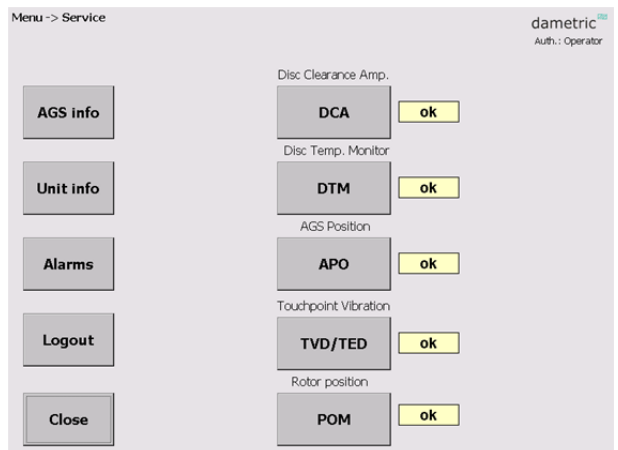 Menu -> Service
dametric
Auth.: Operator
Disc Clearance Amp.
AGS info
DCA
ok
Disc Temp. Monitor
Unit info
DTM
ok
AGS Position
Alarms
APO
ok
Touchpoint Vibration
Logout
TVD/TED
ok
Rotor position
Close
POM
ok